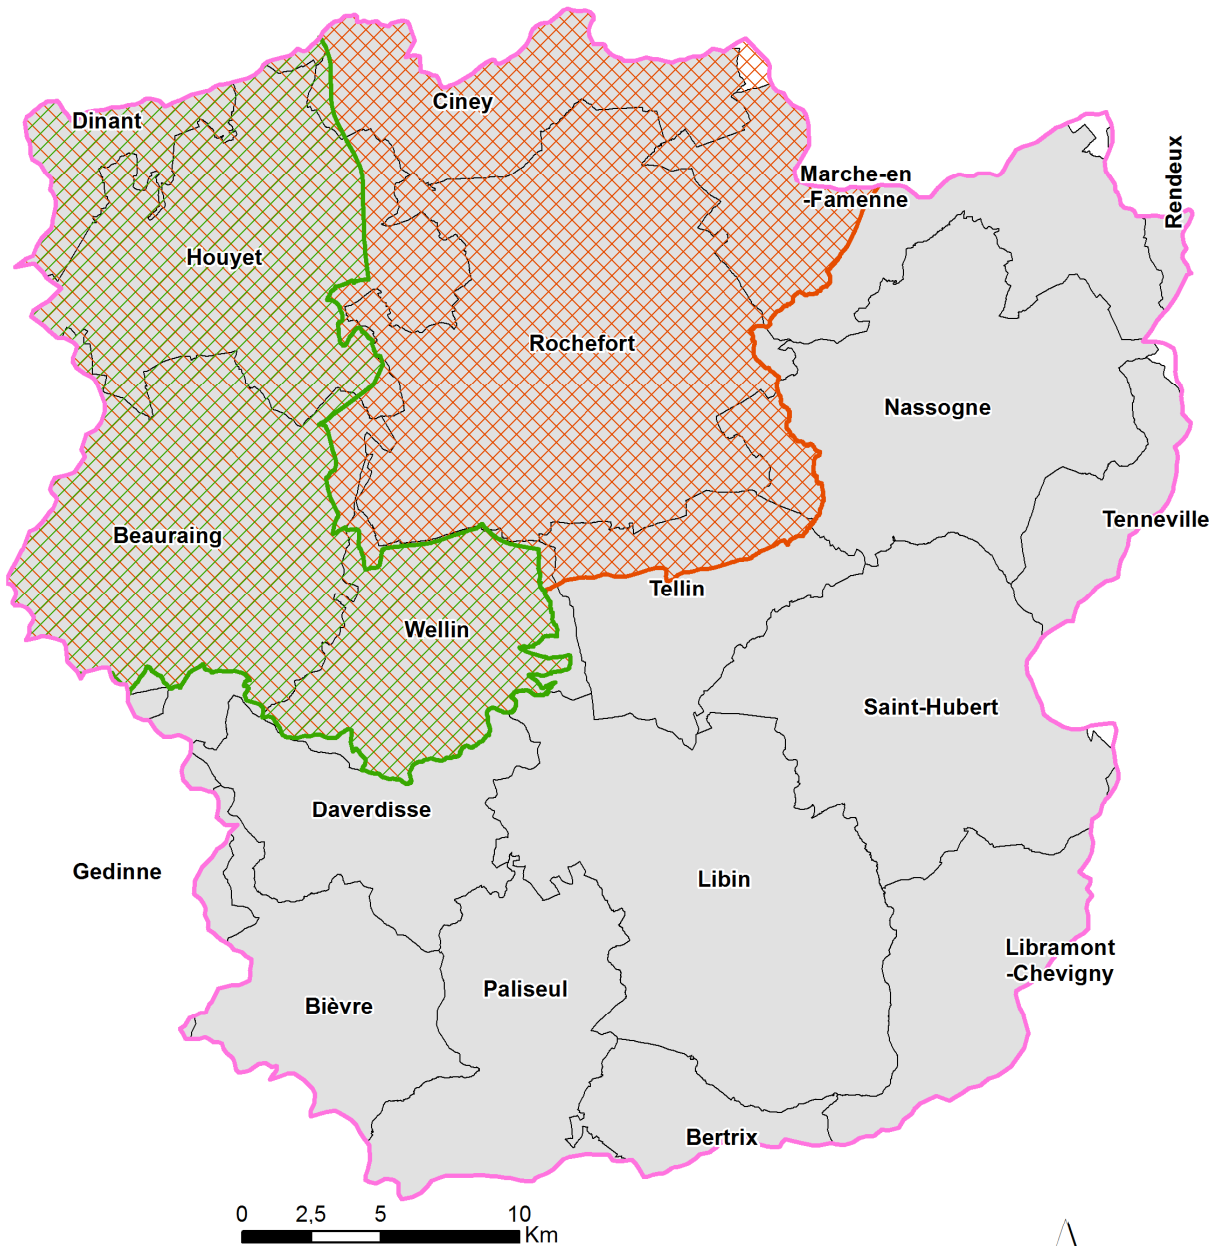 Ciney
Dinant
Rendeux
Marche-en
-Famenne
Houyet
Rochefort
Nassogne
Tenneville
Beauraing
Tellin
Wellin
Saint-Hubert
Daverdisse
Gedinne
Libin
Libramont
-Chevigny
Paliseul
Bièvre
Bertrix
0 2,5 5 10
Km